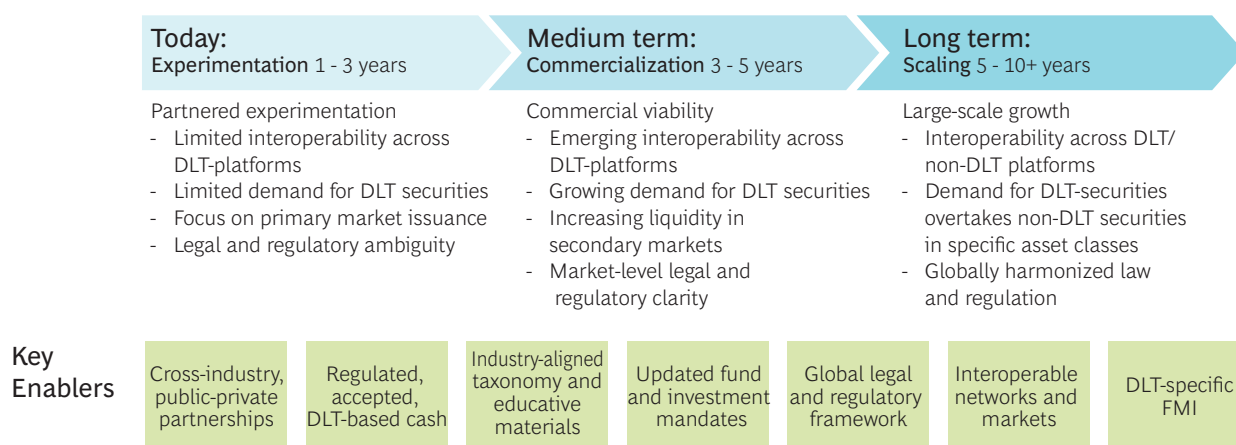 Today:
Experimentation 1 - 3 years
Partnered experimentation
- Limited interoperability across
DLT-platforms
- Limited demand for DLT securities
- Focus on primary market issuance
- Legal and regulatory ambiguity
Medium term:
Commercialization 3 - 5 years
Commercial viability
- Emerging interoperability across
DLT-platforms
- Growing demand for DLT securities
- Increasing liquidity in
secondary markets
- Market-level legal and
regulatory clarity
Long term:
Scaling 5 - 10+ years
Large-scale growth
- Interoperability across DLT/
non-DLT platforms
- Demand for DLT-securities
overtakes non-DLT securities
in specific asset classes
- Globally harmonized law
and regulation
Key
Enablers
Cross-industry,
public-private
partnerships
Regulated,
accepted,
DLT-based cash
Industry-aligned
taxonomy and
educative
materials
Updated fund
and investment
mandates
Global legal
and regulatory
framework
Interoperable
networks and
markets
DLT-specific
FMI